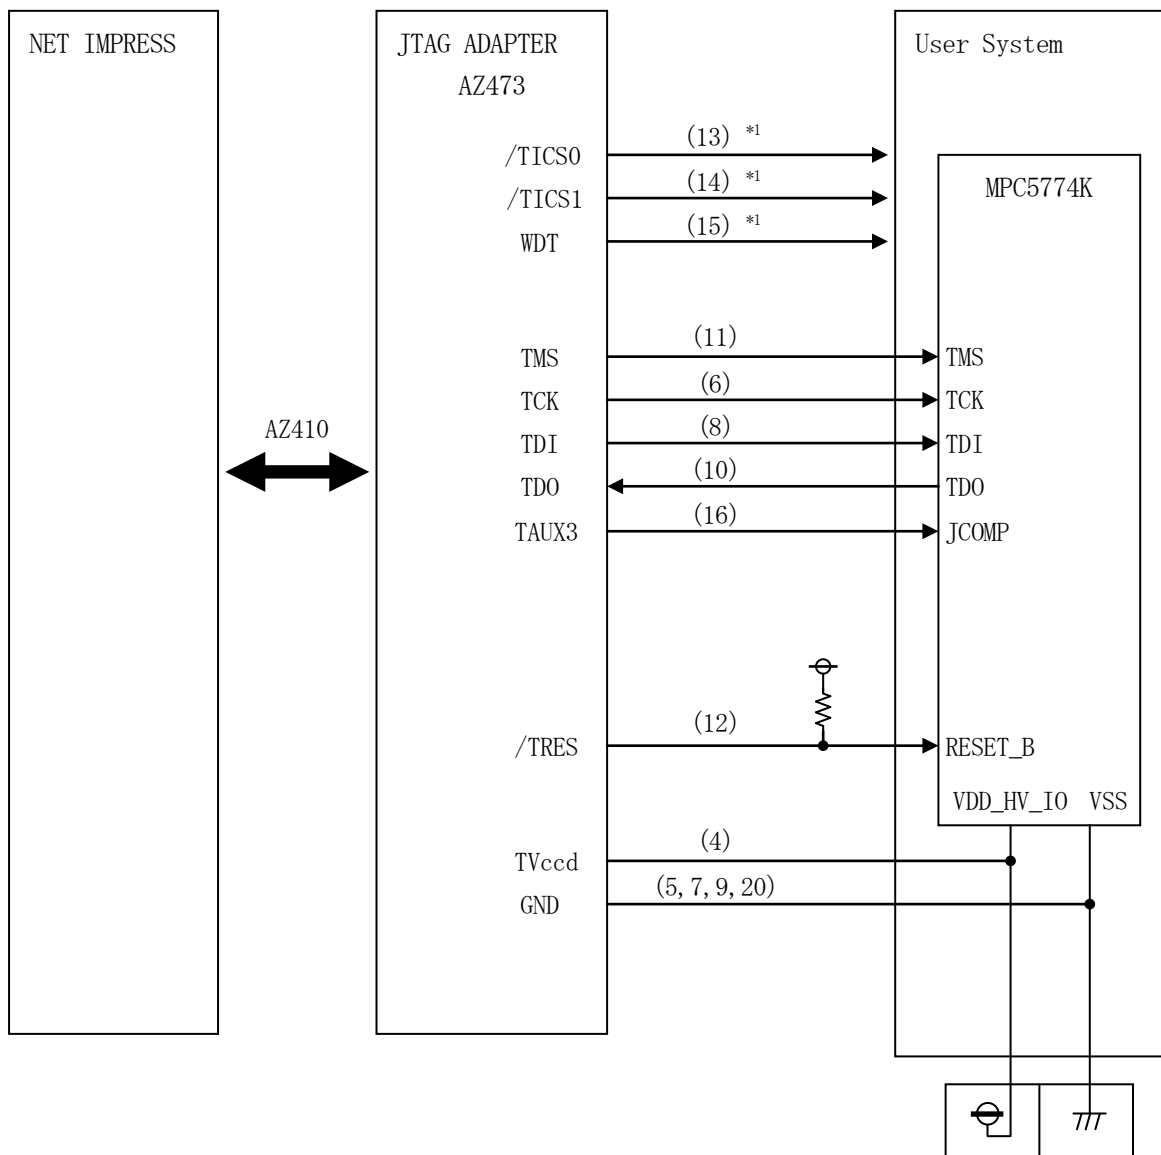 NET IMPRESS
JTAG ADAPTER
AZ473
User System
/TICS0
(13) *1
/TICS1
(14) *1
WDT
(15) *1
MPC5774K
TMS
(11)
TMS
TCK
(6)
TCK
AZ410
TDI
(8)
TDI
TDO
(10)
TDO
TAUX3
(16)
JCOMP
/TRES
(12)
RESET_B
VDD_HV_IO VSS
TVccd
(4)
GND
(5,7,9,20)